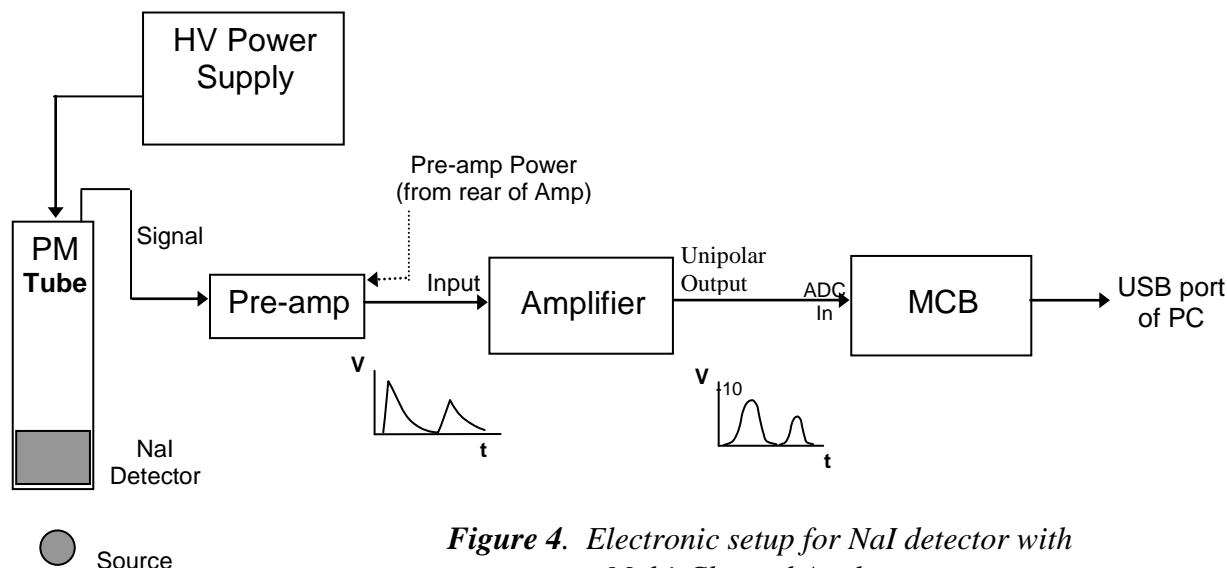 HV Power
Supply
Pre-amp Power
(from rear of Amp)
PM
Tube
Signal
Pre-amp
Input
Amplifier
Unipolar
Output
ADC
In
MCB
USB port
of PC
V
t
V
10
t
NaI
Detector
Source
Figure 4. Electronic setup for NaI detector with